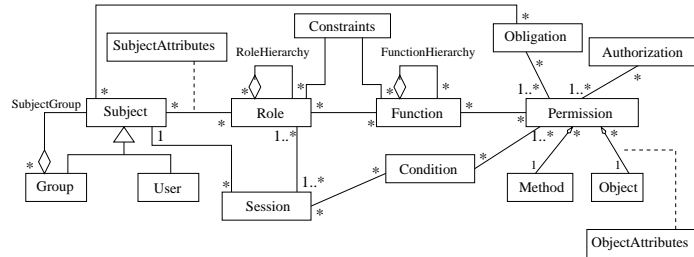 Constraints
SubjectAttributes
RoleHierarchy
FunctionHierarchy
Obligation
Authorization
* * * * * * *
* * 1..* 1..*
SubjectGroup
Subject * * Role * * Function * * Permission
1 1..* 1..* * *
* * Condition *
* Group User * 1..* 1 Method 1 Object
Session *
ObjectAttributes